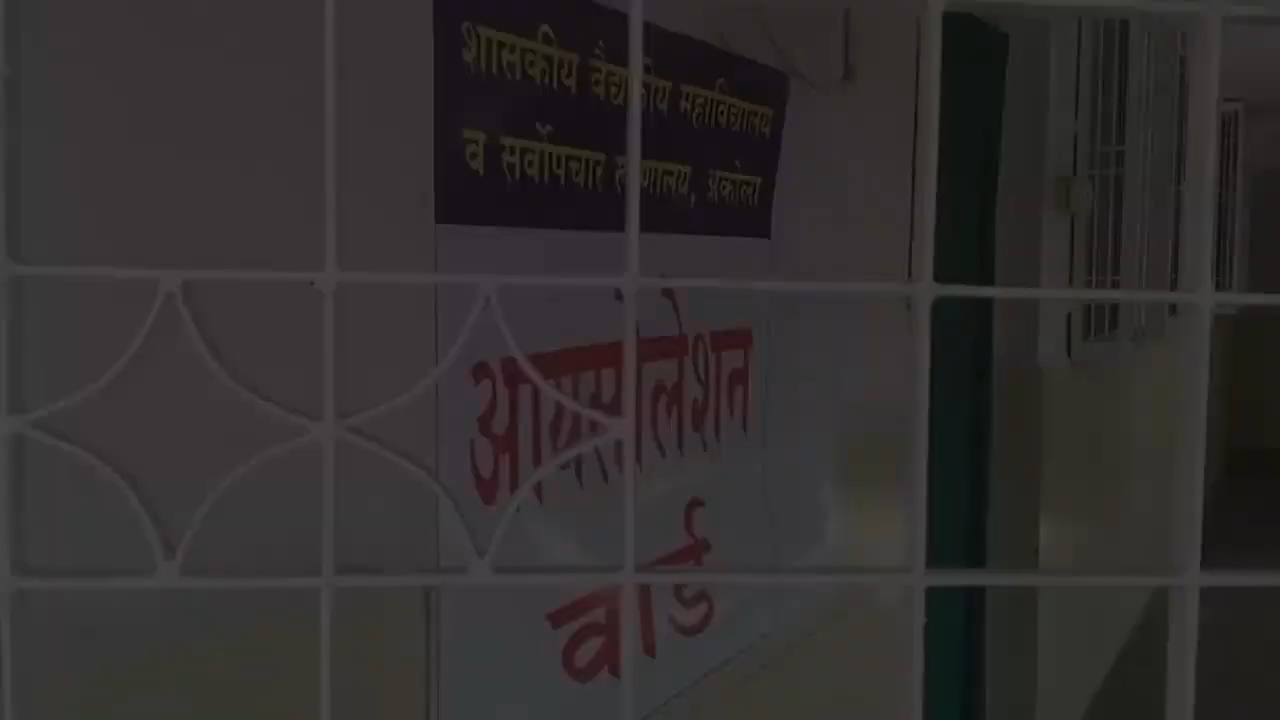 शासकीय वैद्यकीय महाविद्यालय
व सर्वोपचार रुग्णालय, अकोला
आयसोलेशन
वार्ड